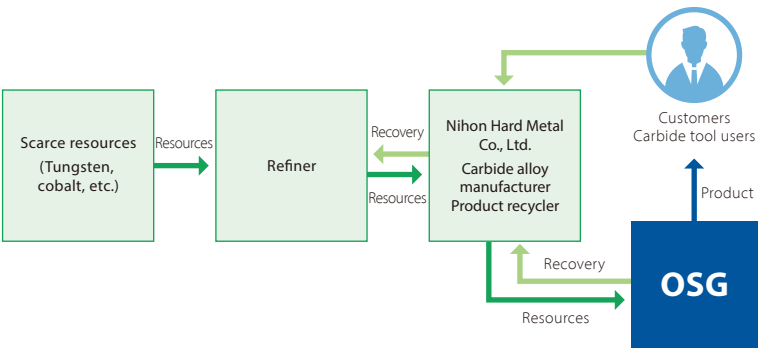 Scarce resources
(Tungsten,
cobalt, etc.)
Resources
Refiner
Recovery
Resources
Nihon Hard Metal
Co., Ltd.
Carbide alloy
manufacturer
Product recycler
Customers
Carbide tool users
Product
OSG
Recovery
Resources